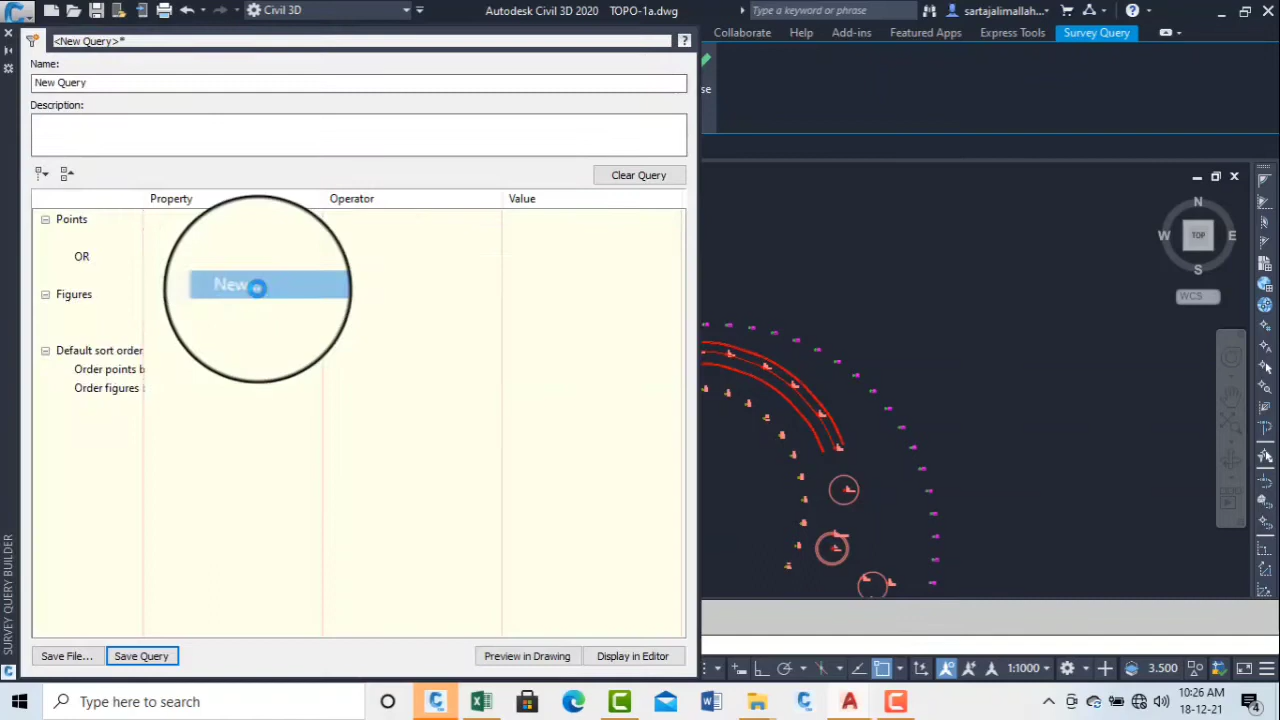 Civil 3D
Autodesk Civil 3D 2020 TOPO-1a.dwg
Type a keyword or phrase
sartajalimallah...
<New Query>*
Collaborate Help Add-ins Featured Apps Express Tools Survey Query
Name:
New Query
se
Description:
Clear Query
Property Operator Value
Points
OR
New
Figures
Default sort order
Order points b
Order figures
N
W TOP E
S
WCS
SURVEY QUERY BUILDER
Save File... Save Query Preview in Drawing Display in Editor
1:1000 3.500
Type here to search
10:26 AM
18-12-21
4